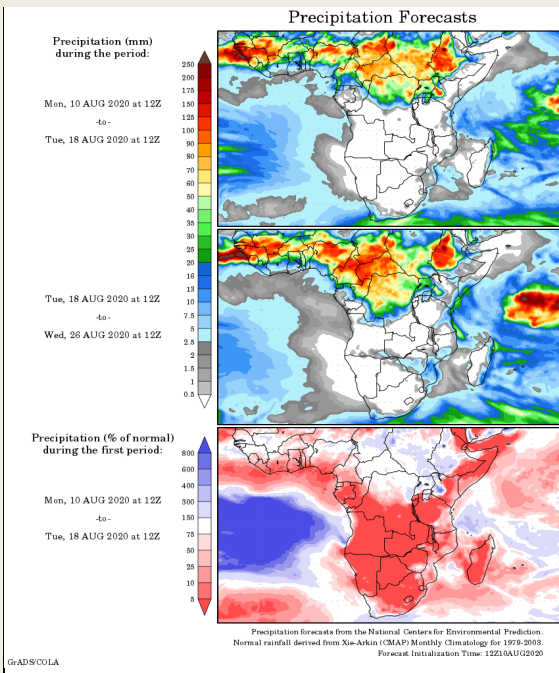 Precipitation Forecasts
Precipitation (mm)
during the period:
Mon, 10 AUG 2020 at 12Z
-to-
Tue, 18 AUG 2020 at 12Z
250
200
175
150
125
100
90
80
70
60
50
40
35
30
25
20
16
13
10
7.5
5
2.5
2
1.5
1
0.5
Tue, 18 AUG 2020 at 12Z
-to-
Wed, 26 AUG 2020 at 12Z
Precipitation (% of normal)
during the first period:
Mon, 10 AUG 2020 at 12Z
-to-
Tue, 18 AUG 2020 at 12Z
800
600
400
300
150
75
50
25
10
5
Precipitation forecasts from the National Centers for Environmental Prediction.
Normal rainfall derived from Xie-Arkin (CMAP) Monthly Climatology for 1979-2003.
Forecast Initialization Time: 12Z10AUG2020
GrADS/COLA